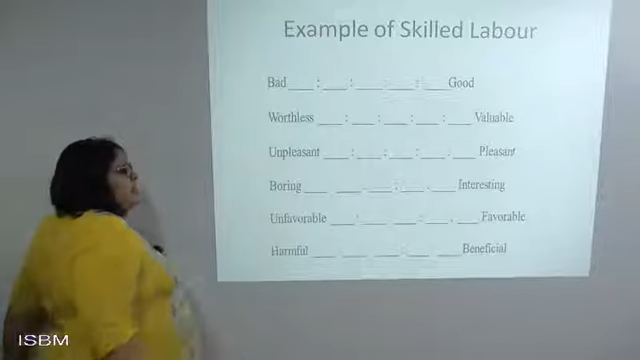 Example of Skilled Labour
Bad ____ : ____ : ____ : ____ : ____ Good
Worthless ____ : ____ : ____ : ____ : ____ Valuable
Unpleasant ____ : ____ : ____ : ____ : ____ Pleasant
Boring ____ ____ . ____ : ____ . ____ Interesting
Unfavorable ____ : ____ . ____ : ____ . ____ Favorable
Harmful ____ ____ ____ : ____ ____ Beneficial
ISBM